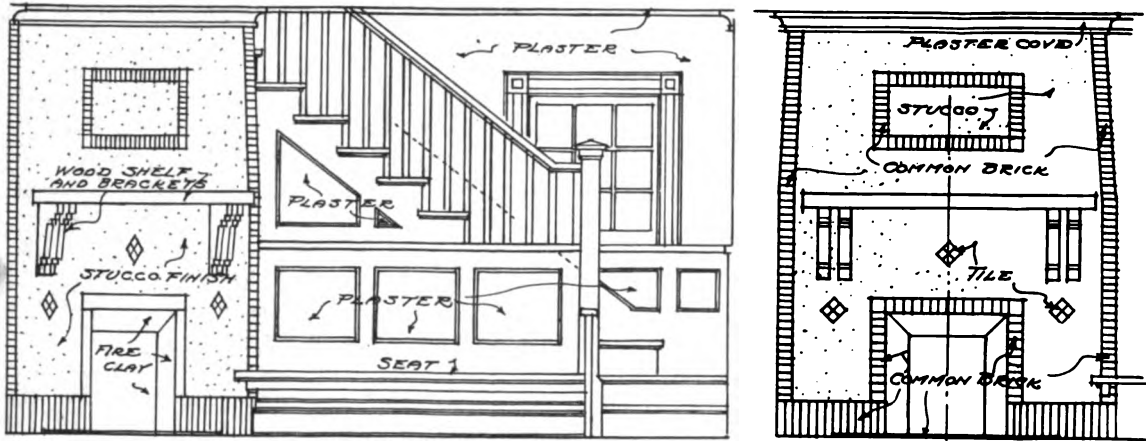 PLASTER
WOOD SHELF
AND BRACKETS
PLASTER
STUCCO FINISH
PLASTER
FIRE
CLAY
SEAT
PLASTER COVE
STUCCO
COMMON BRICK
TILE
COMMON BRICK